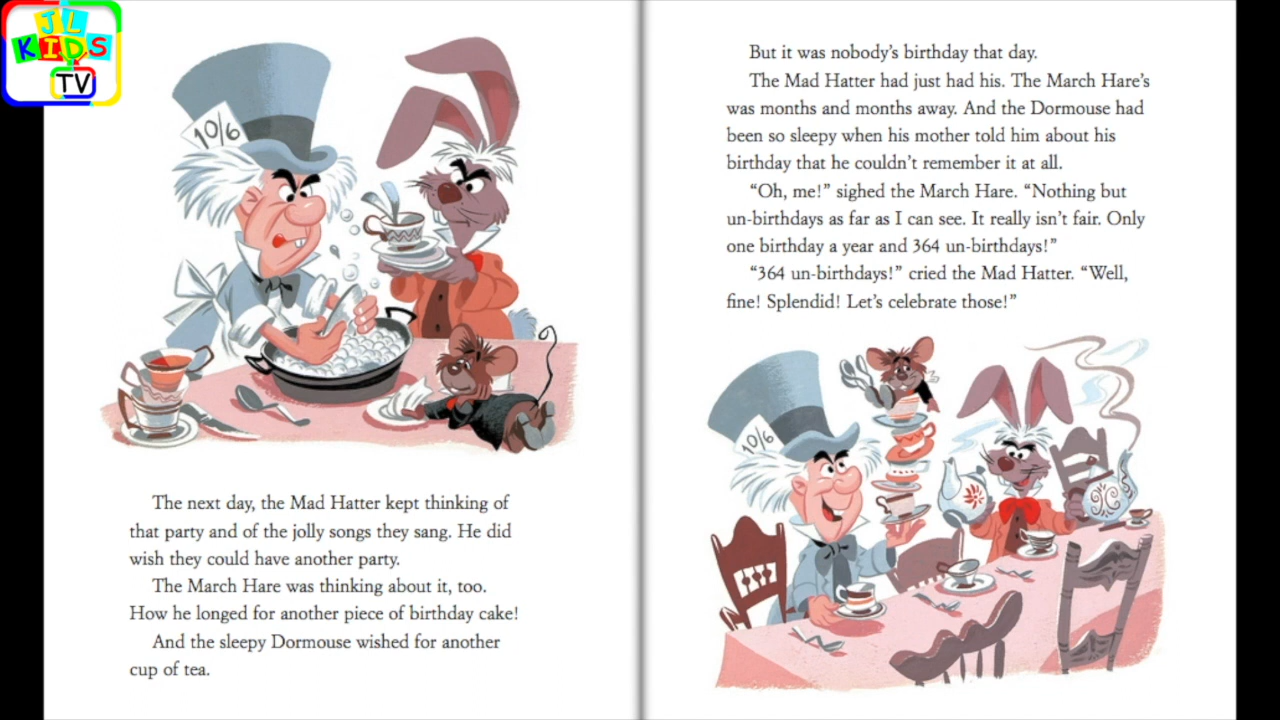 JL
KIDS
TV
10/6
The next day, the Mad Hatter kept thinking of
that party and of the jolly songs they sang. He did
wish they could have another party.
The March Hare was thinking about it, too.
How he longed for another piece of birthday cake!
And the sleepy Dormouse wished for another
cup of tea.
But it was nobody’s birthday that day.
The Mad Hatter had just had his. The March Hare’s
was months and months away. And the Dormouse had
been so sleepy when his mother told him about his
birthday that he couldn’t remember it at all.
“Oh, me!” sighed the March Hare. “Nothing but
un-birthdays as far as I can see. It really isn’t fair. Only
one birthday a year and 364 un-birthdays!”
“364 un-birthdays!” cried the Mad Hatter. “Well,
fine! Splendid! Let’s celebrate those!”
10/6